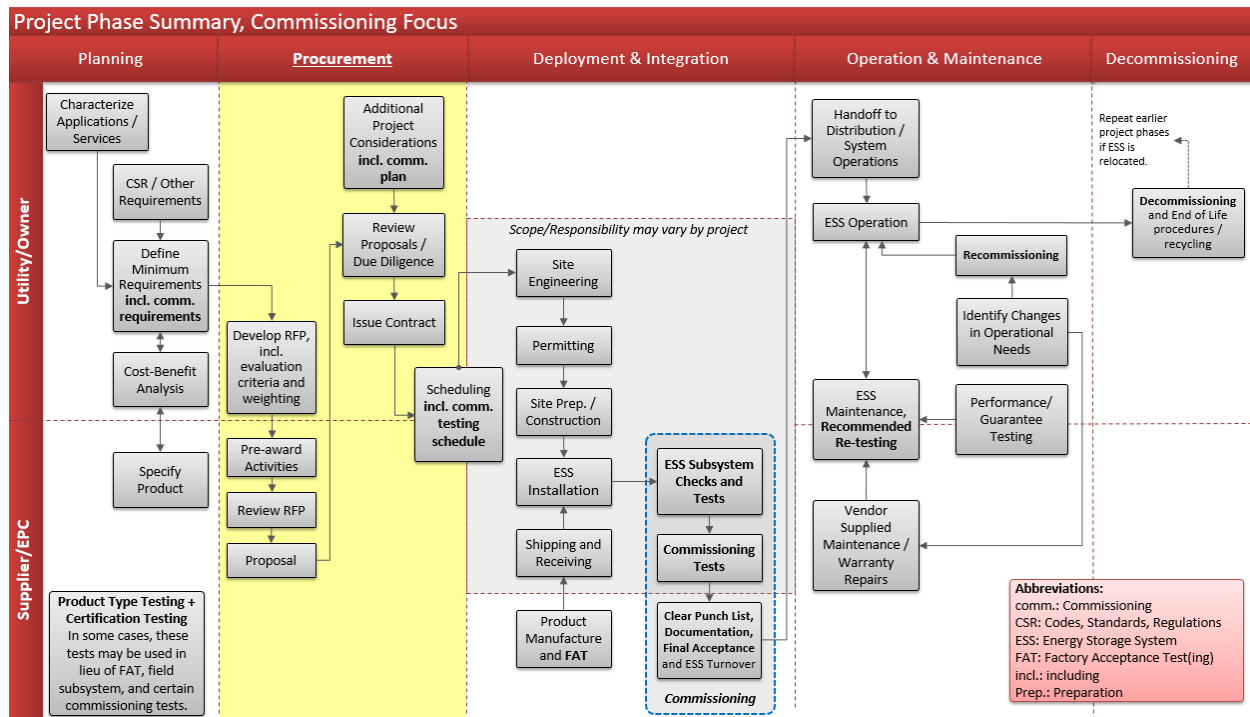 Project Phase Summary, Commissioning Focus
Planning
Procurement
Deployment & Integration
Operation & Maintenance
Decommissioning
Utility/Owner
Supplier/EPC
Characterize
Applications /
Services
CSR / Other
Requirements
Define
Minimum
Requirements
incl. comm.
requirements
Cost-Benefit
Analysis
Specify
Product
Product Type Testing +
Certification Testing
In some cases, these
tests may be used in
lieu of FAT, field
subsystem, and certain
commissioning tests.
Develop RFP,
incl.
evaluation
criteria and
weighting
Pre-award
Activities
Review RFP
Proposal
Additional
Project
Considerations
incl. comm.
plan
Review
Proposals /
Due Diligence
Issue Contract
Scheduling
incl. comm.
testing
schedule
Scope/Responsibility may vary by project
Site
Engineering
Permitting
Site Prep. /
Construction
ESS
Installation
Shipping and
Receiving
Product
Manufacture
and FAT
ESS Subsystem
Checks and
Tests
Commissioning
Tests
Clear Punch List,
Documentation,
Final Acceptance
and ESS Turnover
Commissioning
Handoff to
Distribution /
System
Operations
ESS Operation
Recommissioning
Identify Changes
in Operational
Needs
ESS
Maintenance,
Recommended
Re-testing
Performance/
Guarantee
Testing
Vendor
Supplied
Maintenance /
Warranty
Repairs
Repeat earlier
project phases
if ESS is
relocated.
Decommissioning
and End of Life
procedures /
recycling
Abbreviations:
comm.: Commissioning
CSR: Codes, Standards, Regulations
ESS: Energy Storage System
FAT: Factory Acceptance Test(ing)
incl.: including
Prep.: Preparation